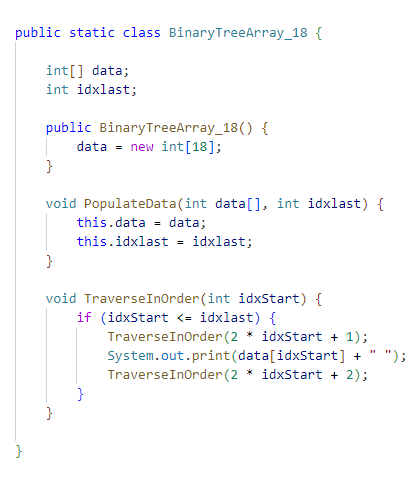 public static class BinaryTreeArray_18 {
int[] data;
int idxlast;
public BinaryTreeArray_18() {
data = new int[18];
}
void PopulateData(int data[], int idxlast) {
this.data = data;
this.idxlast = idxlast;
}
void TraverseInOrder(int idxStart) {
if (idxStart <= idxlast) {
TraverseInOrder(2 * idxStart + 1);
System.out.print(data[idxStart] + " ");
TraverseInOrder(2 * idxStart + 2);
}
}
}